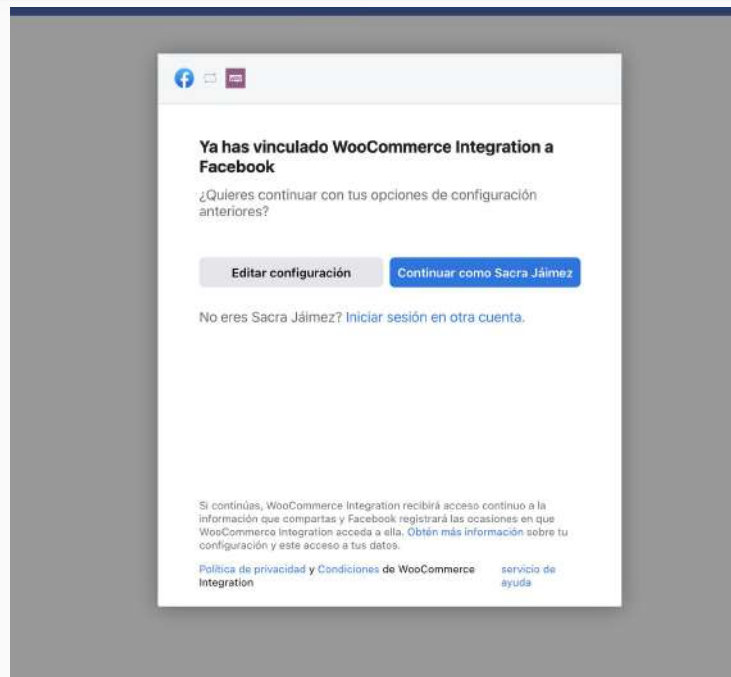 Ya has vinculado WooCommerce Integration a
Facebook
¿Quieres continuar con tus opciones de configuración
anteriores?
Editar configuración
Continuar como Sacra Jáimez
No eres Sacra Jáimez? Iniciar sesión en otra cuenta.
Si continúas, WooCommerce Integration recibirá acceso continuo a la
información que compartas y Facebook registrará las ocasiones en que
WooCommerce Integration acceda a ella. Obtén más información sobre tu
configuración y este acceso a tus datos.
Política de privacidad y Condiciones de WooCommerce
Integration
servicio de
ayuda